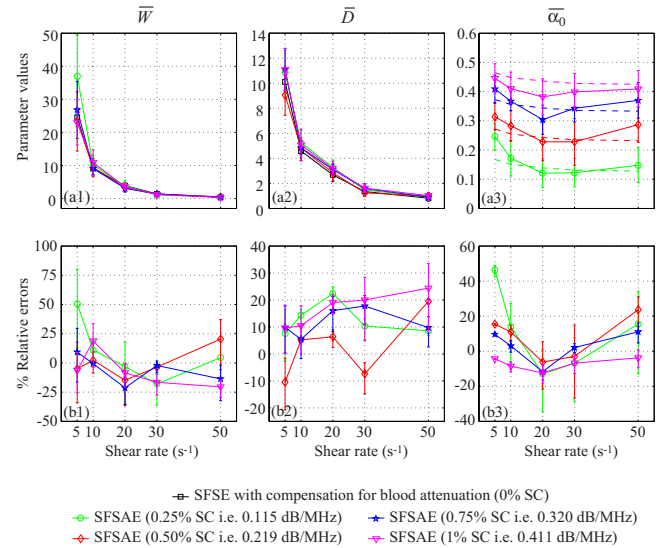 W̅ D̅ α̅₀
Parameter values
50 40 30 20 10 0
(a1)
14 12 10 8 6 4 2 0
(a2)
0.6 0.5 0.4 0.3 0.2 0.1 0
(a3)
% Relative errors
100 75 50 25 0 -25 -50
(b1)
40 30 20 10 0 -10 -20
(b2)
60 40 20 0 -20 -40
(b3)
5 10 20 30 50
5 10 20 30 50
5 10 20 30 50
Shear rate (s⁻¹) Shear rate (s⁻¹) Shear rate (s⁻¹)
SFSE with compensation for blood attenuation (0% SC)
SFSAE (0.25% SC i.e. 0.115 dB/MHz) SFSAE (0.75% SC i.e. 0.320 dB/MHz)
SFSAE (0.50% SC i.e. 0.219 dB/MHz) SFSAE (1% SC i.e. 0.411 dB/MHz)